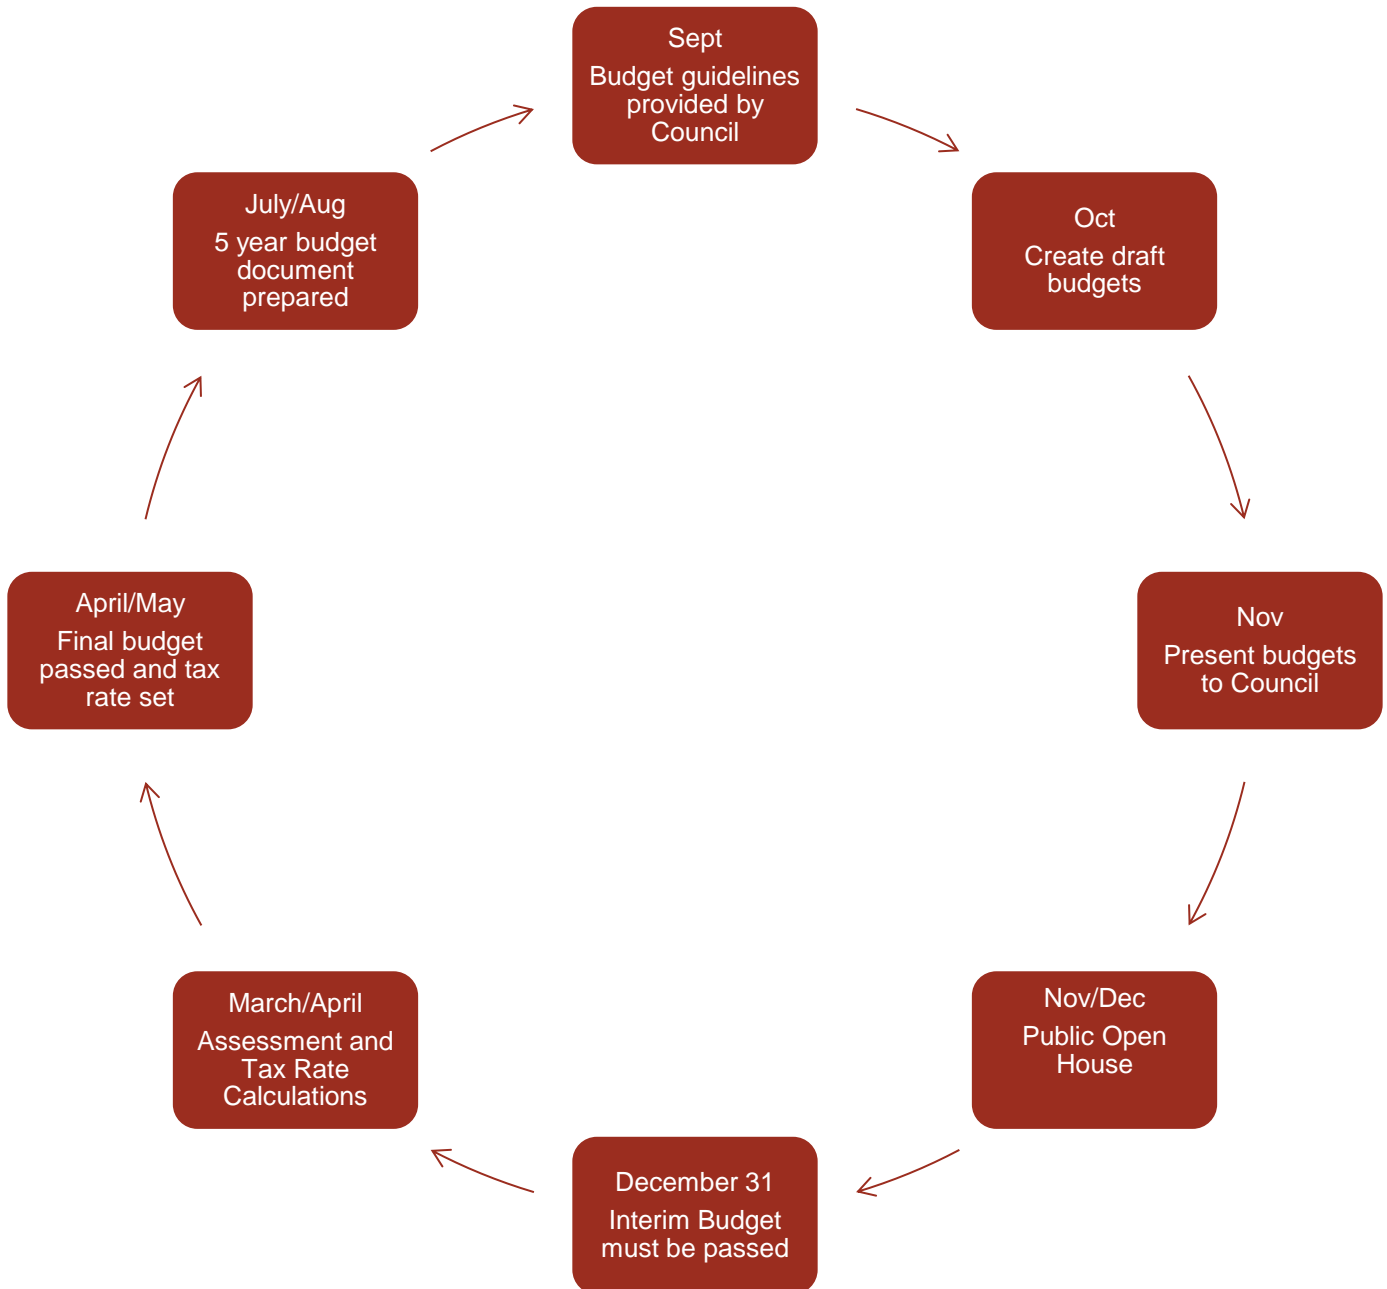 Sept
Budget guidelines
provided by
Council
Oct
Create draft
budgets
Nov
Present budgets
to Council
Nov/Dec
Public Open
House
December 31
Interim Budget
must be passed
March/April
Assessment and
Tax Rate
Calculations
April/May
Final budget
passed and tax
rate set
July/Aug
5 year budget
document
prepared